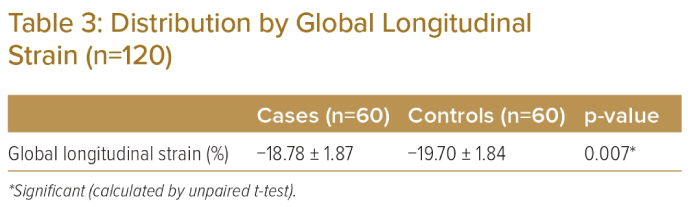 Table 3: Distribution by Global Longitudinal
Strain (n=120)
Cases (n=60) Controls (n=60) p-value
Global longitudinal strain (%) −18.78 ± 1.87 −19.70 ± 1.84 0.007*
*Significant (calculated by unpaired t-test).